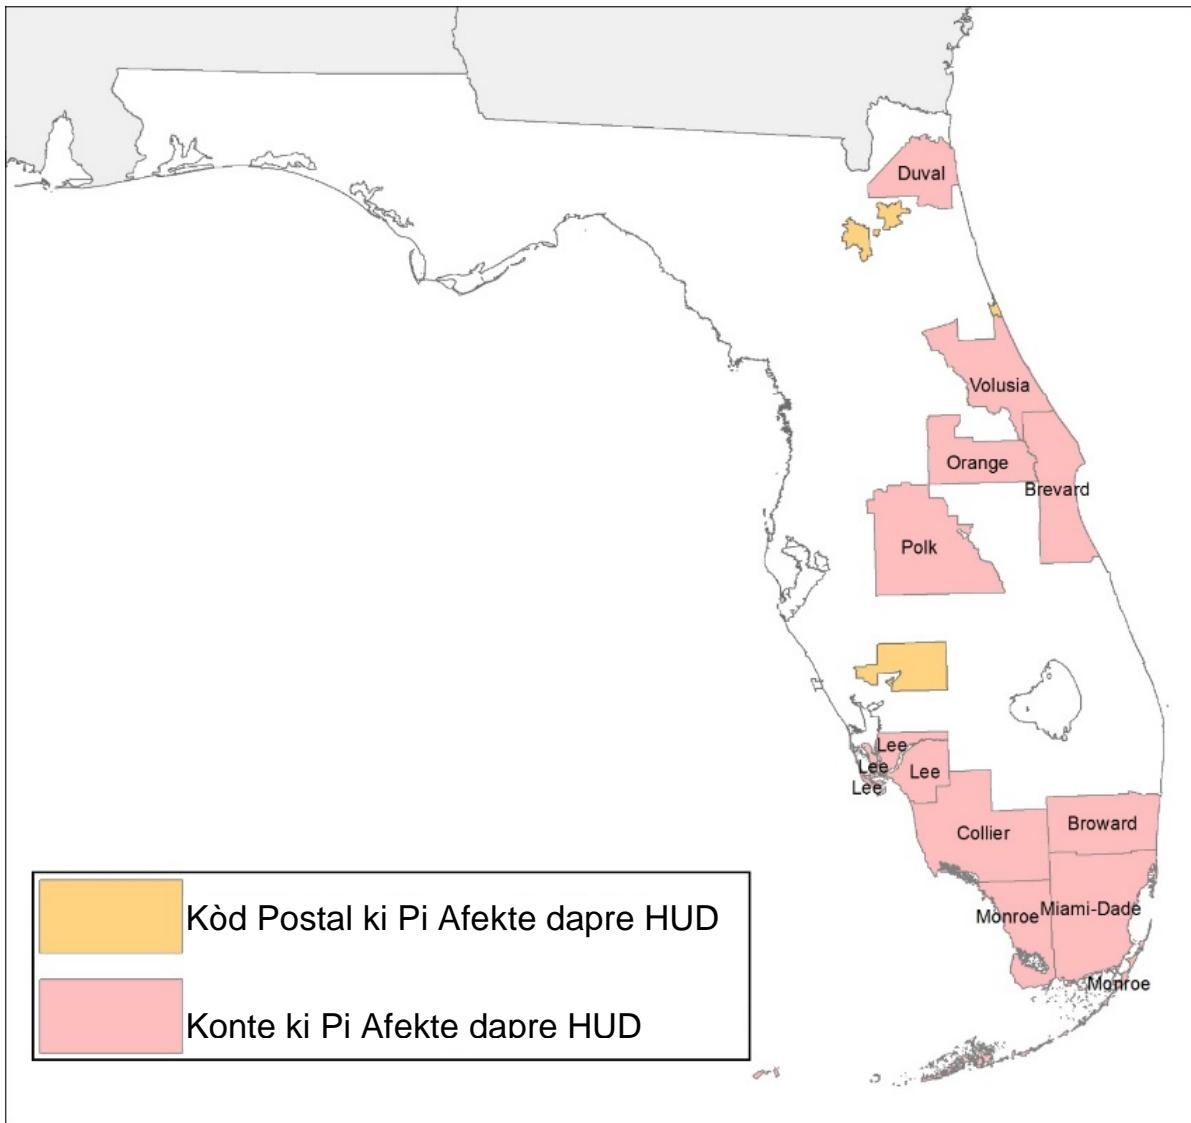 Duval
Volusia
Orange
Brevard
Polk
Lee
Lee
Lee
Lee
Collier
Broward
Monroe
Miami-Dade
Monroe
Kòd Postal ki Pi Afekte dapre HUD
Konte ki Pi Afekte dapre HUD